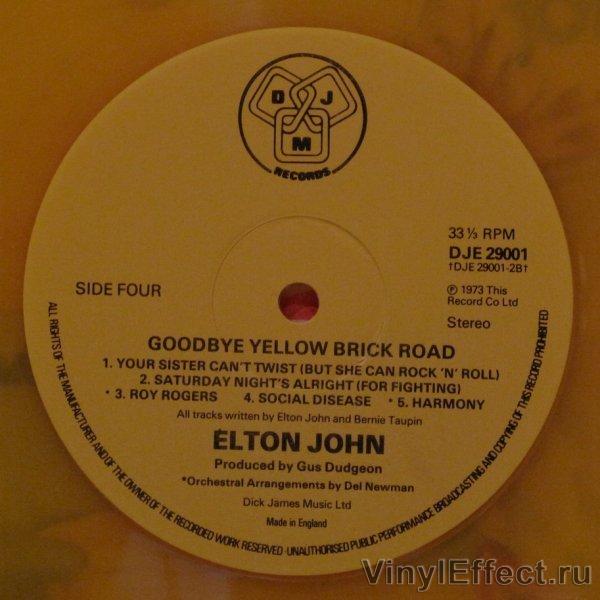 D J
M
RECORDS
33 ⅓ RPM
DJE 29001
†DJE 29001-2B†
SIDE FOUR
℗ 1973 This
Record Co Ltd
Stereo
GOODBYE YELLOW BRICK ROAD
1. YOUR SISTER CAN'T TWIST (BUT SHE CAN ROCK 'N' ROLL)
2. SATURDAY NIGHT'S ALRIGHT (FOR FIGHTING)
* 3. ROY ROGERS 4. SOCIAL DISEASE * 5. HARMONY
All tracks written by Elton John and Bernie Taupin
ELTON JOHN
Produced by Gus Dudgeon
*Orchestral Arrangements by Del Newman
Dick James Music Ltd
Made in England
ALL RIGHTS OF THE MANUFACTURER AND OF THE OWNER OF THE RECORDED WORK RESERVED · UNAUTHORISED PUBLIC PERFORMANCE BROADCASTING AND COPYING OF THIS RECORD PROHIBITED
VinylEffect.ru